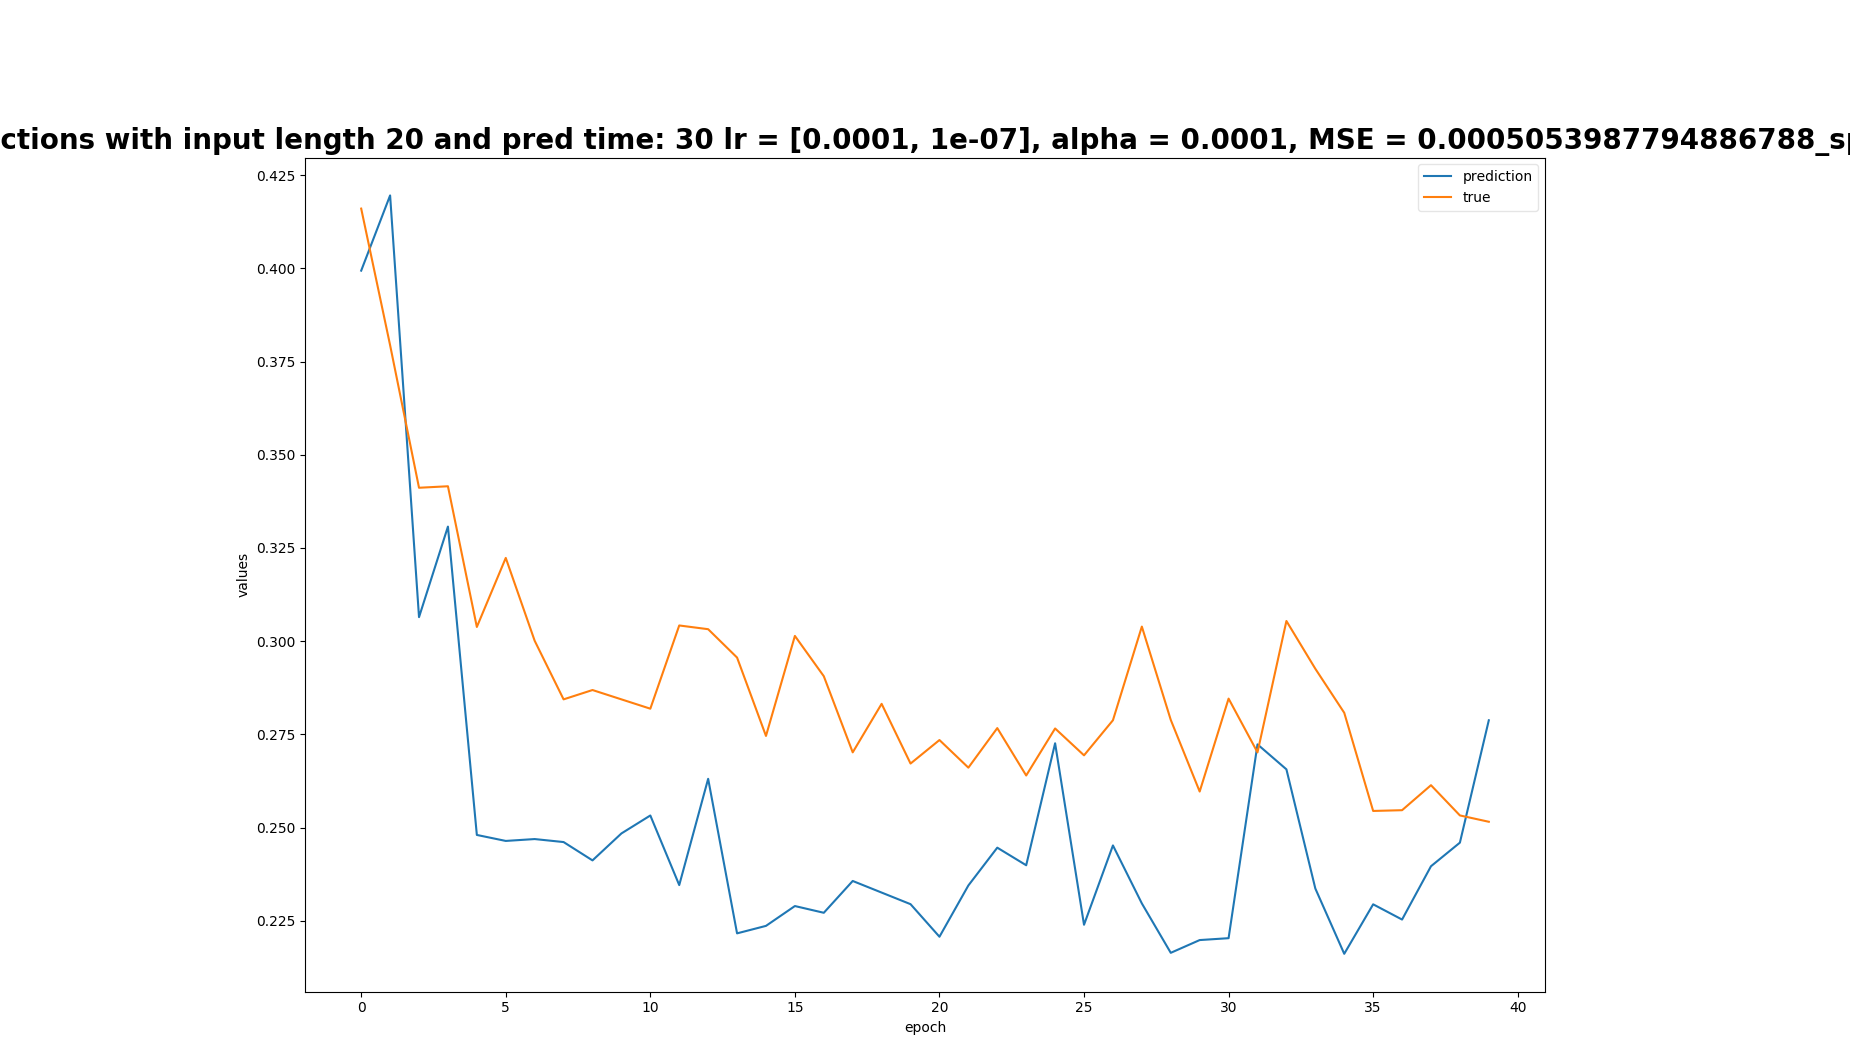 ctions with input length 20 and pred time: 30 lr = [0.0001, 1e-07], alpha = 0.0001, MSE = 0.0005053987794886788_sp
prediction
true
0.425
0.400
0.375
0.350
0.325
0.300
0.275
0.250
0.225
values
0 5 10 15 20 25 30 35 40
epoch